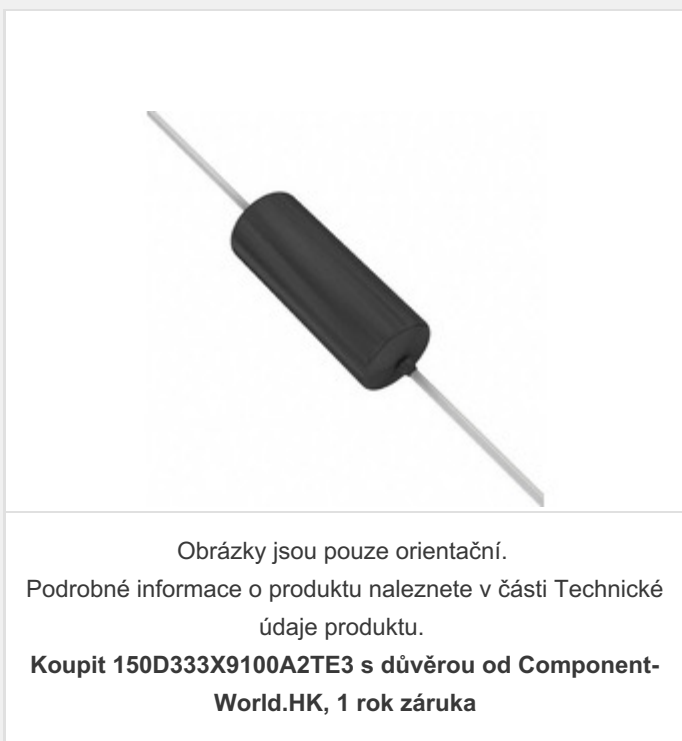 Obrázky jsou pouze orientační.
Podrobné informace o produktu naleznete v části Technické
údaje produktu.
Koupit 150D333X9100A2TE3 s důvěrou od Component-
World.HK, 1 rok záruka